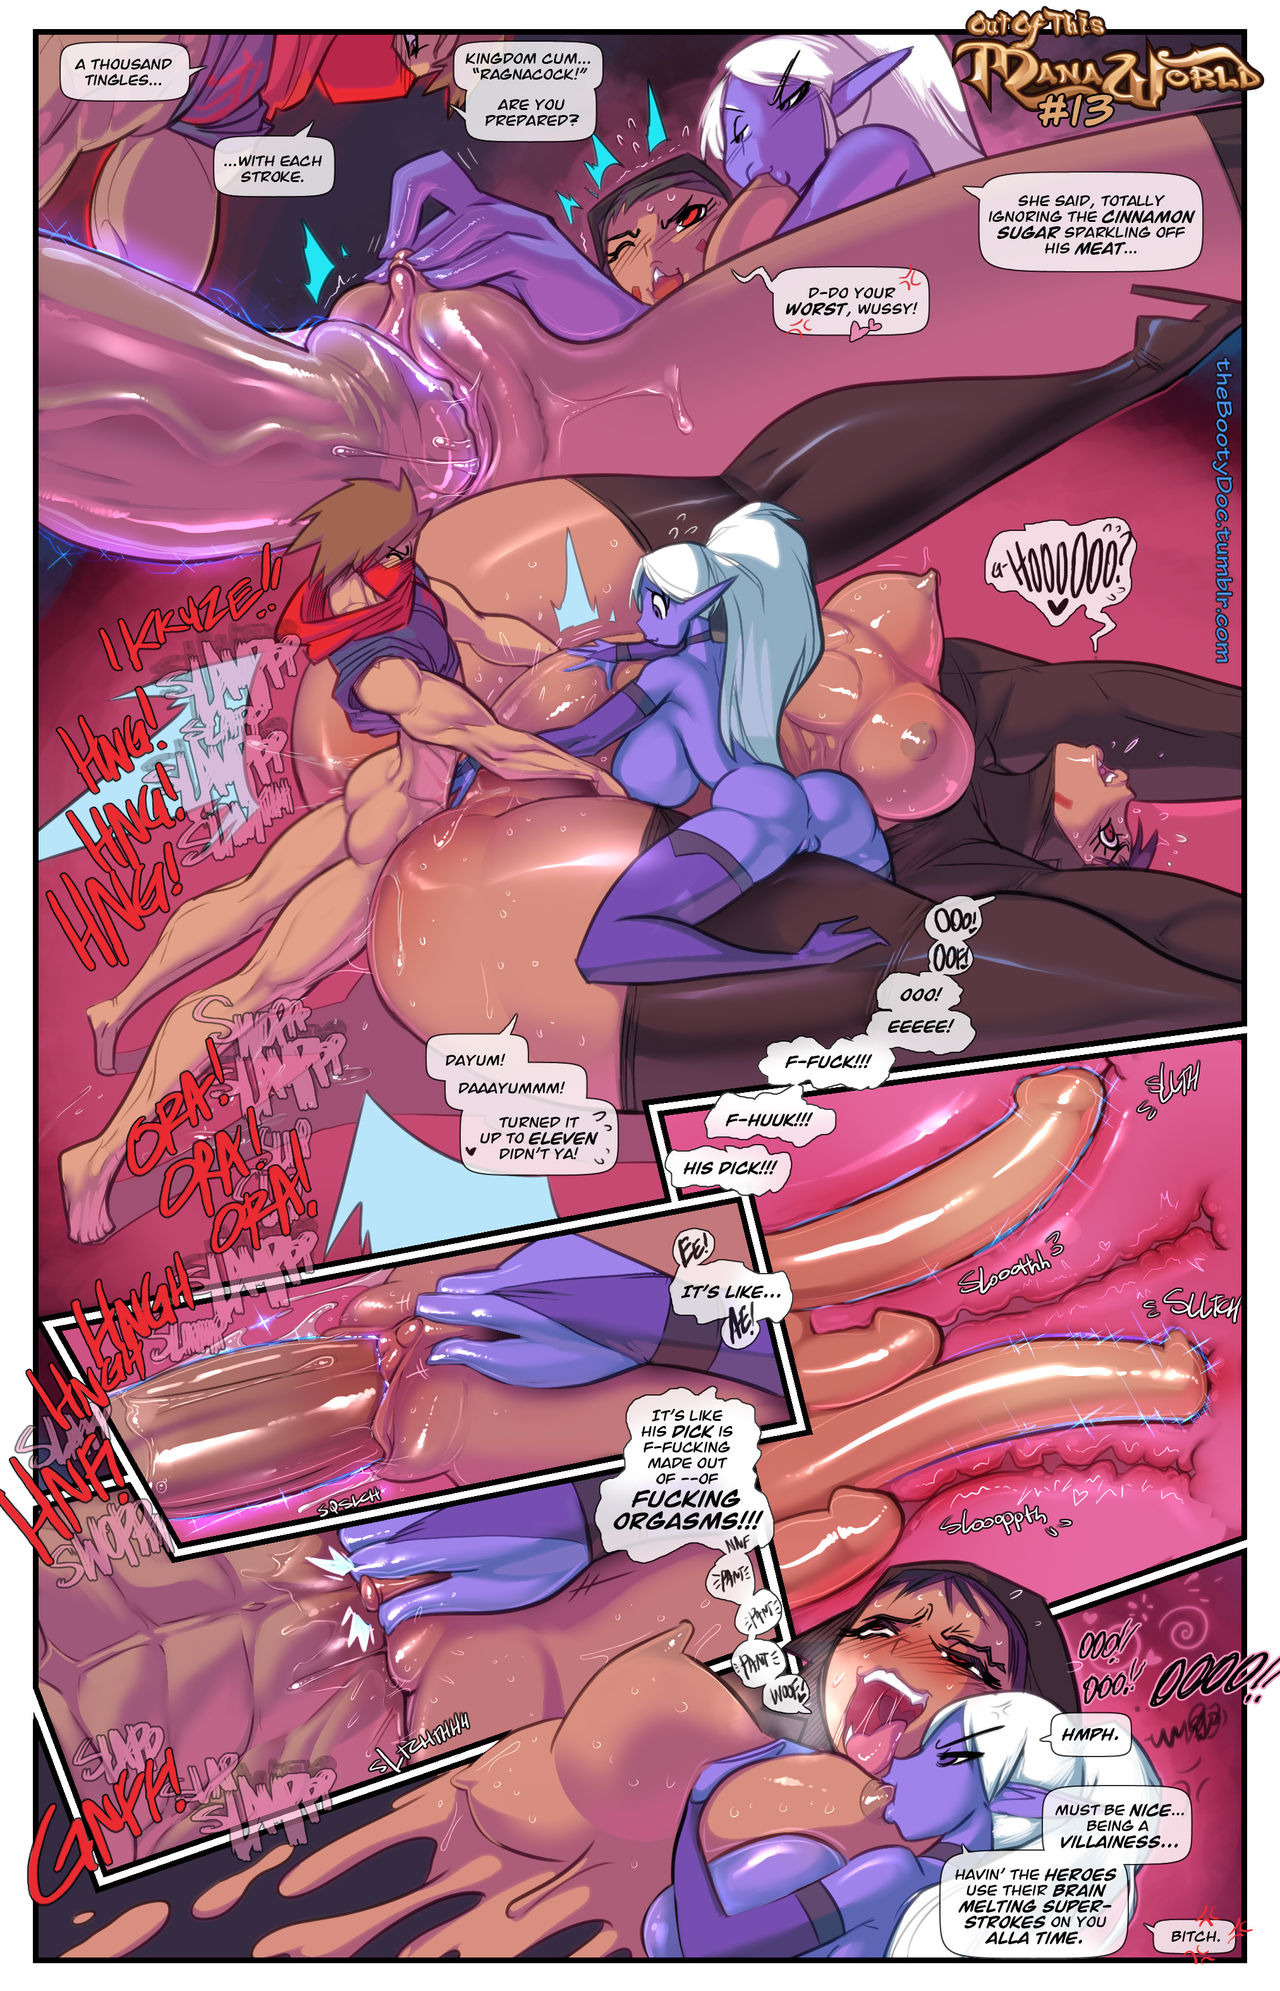 OUT OF THIS
MANA WORLD
#13
A THOUSAND
TINGLES...
...WITH EACH
STROKE.
KINGDOM CUM...
"RAGNACOCK!"
ARE YOU
PREPARED?
SHE SAID, TOTALLY
IGNORING THE CINNAMON
SUGAR SPARKLING OFF
HIS MEAT...
D-DO YOUR
WORST, WUSSY!
theBootyDoc.tumblr.com
IKKYZE!!
HNG!
HNG!
HNG!
OOO!
OOF!
OOO!
EEEEE!
F-FUCK!!!
F-HUUK!!!
HIS DICK!!!
DAYUM!
DAAAYUMMM!
TURNED IT
UP TO ELEVEN
DIDN'T YA!
ORA!
ORA!
ORA!
SLLTCH
EE!
IT'S LIKE...
AE!
HNGH
HNGH
HNF!
IT'S LIKE
HIS DICK IS
F-FUCKING
MADE OUT
OF --OF
FUCKING
ORGASMS!!!
PANT
PANT
PANT
WOOF!
SQSLCH
OOO!!
OOO!!
OOOO!!
HMPH.
MUST BE NICE...
BEING A
VILLAINESS...
HAVIN' THE HEROES
USE THEIR BRAIN
MELTING SUPER-
STROKES ON YOU
ALLA TIME.
BITCH.